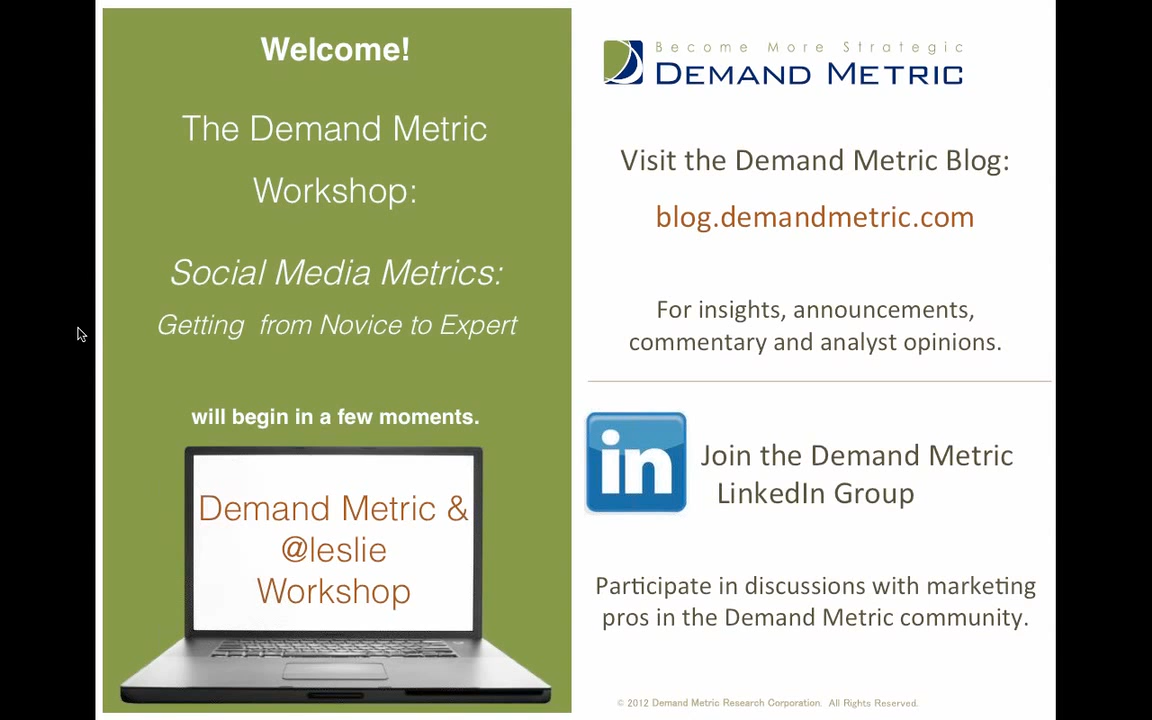 Welcome!
The Demand Metric
Workshop:
Social Media Metrics:
Getting  from Novice to Expert
will begin in a few moments.
Demand Metric &
@leslie
Workshop
Become More Strategic
DEMAND METRIC
Visit the Demand Metric Blog:
blog.demandmetric.com
For insights, announcements,
commentary and analyst opinions.
in
Join the Demand Metric
LinkedIn Group
Participate in discussions with marketing
pros in the Demand Metric community.
© 2012 Demand Metric Research Corporation.  All Rights Reserved.